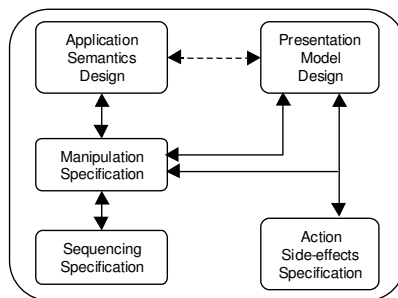 Application
Semantics
Design
Presentation
Model
Design
Manipulation
Specification
Sequencing
Specification
Action
Side-effects
Specification